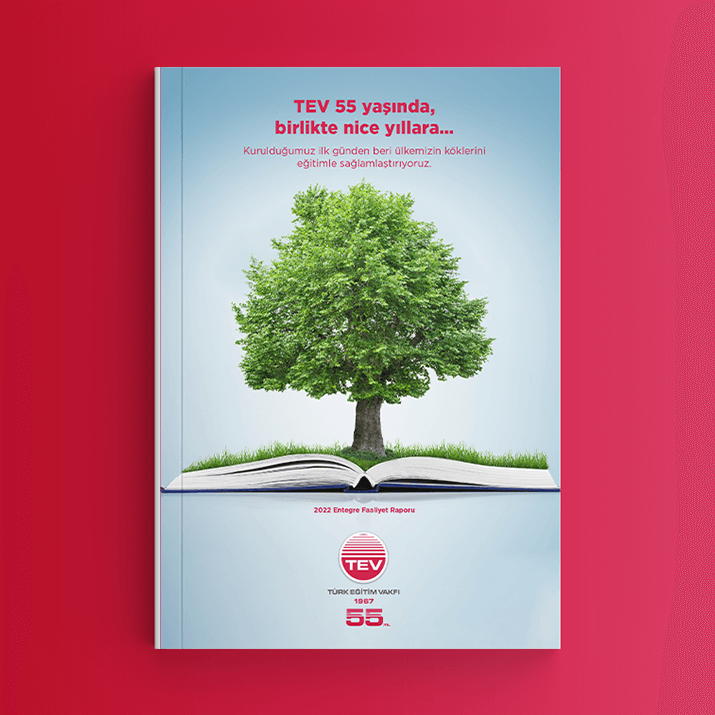 TEV 55 yaşında,
birlikte nice yıllara...
Kurulduğumuz ilk günden beri ülkemizin köklerini
eğitimle sağlamlaştırıyoruz.
2022 Entegre Faaliyet Raporu
TEV
TÜRK EĞİTİM VAKFI
1967
55.YIL